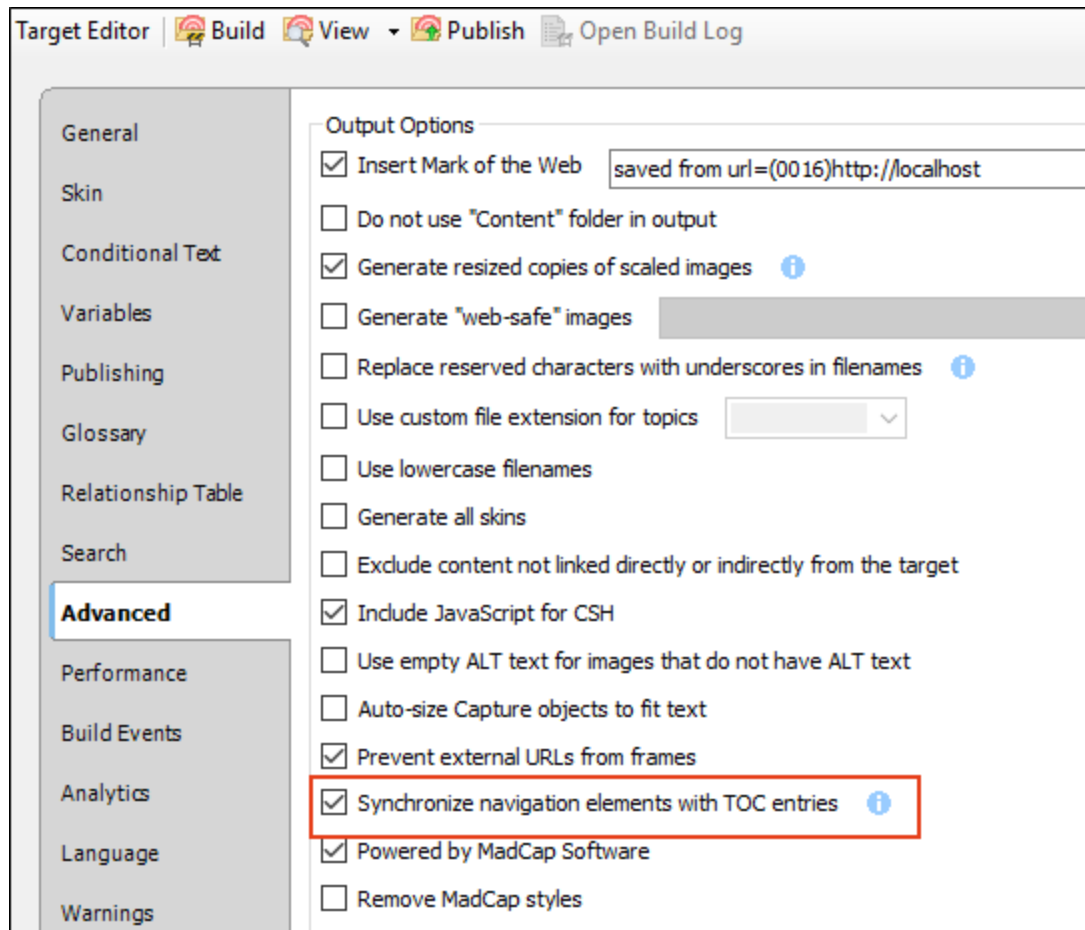 Target Editor Build View Publish Open Build Log
General
Skin
Conditional Text
Variables
Publishing
Glossary
Relationship Table
Search
Advanced
Performance
Build Events
Analytics
Language
Warnings
Output Options
Insert Mark of the Web saved from url=(0016)http://localhost
Do not use "Content" folder in output
Generate resized copies of scaled images
Generate "web-safe" images
Replace reserved characters with underscores in filenames
Use custom file extension for topics
Use lowercase filenames
Generate all skins
Exclude content not linked directly or indirectly from the target
Include JavaScript for CSH
Use empty ALT text for images that do not have ALT text
Auto-size Capture objects to fit text
Prevent external URLs from frames
Synchronize navigation elements with TOC entries
Powered by MadCap Software
Remove MadCap styles